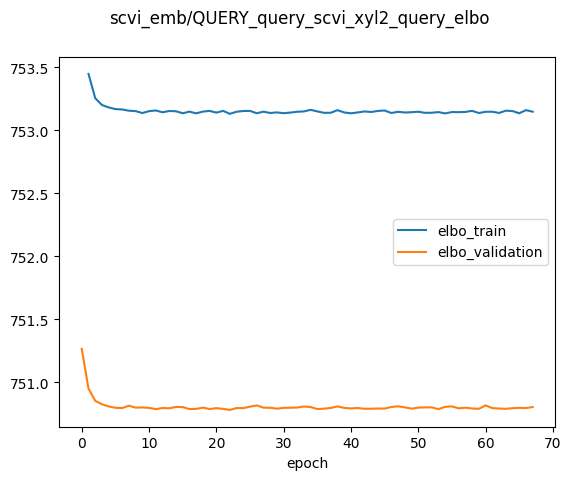 scvi_emb/QUERY_query_scvi_xyl2_query_elbo
753.5
753.0
752.5
752.0
751.5
751.0
elbo_train
elbo_validation
0 10 20 30 40 50 60 70
epoch